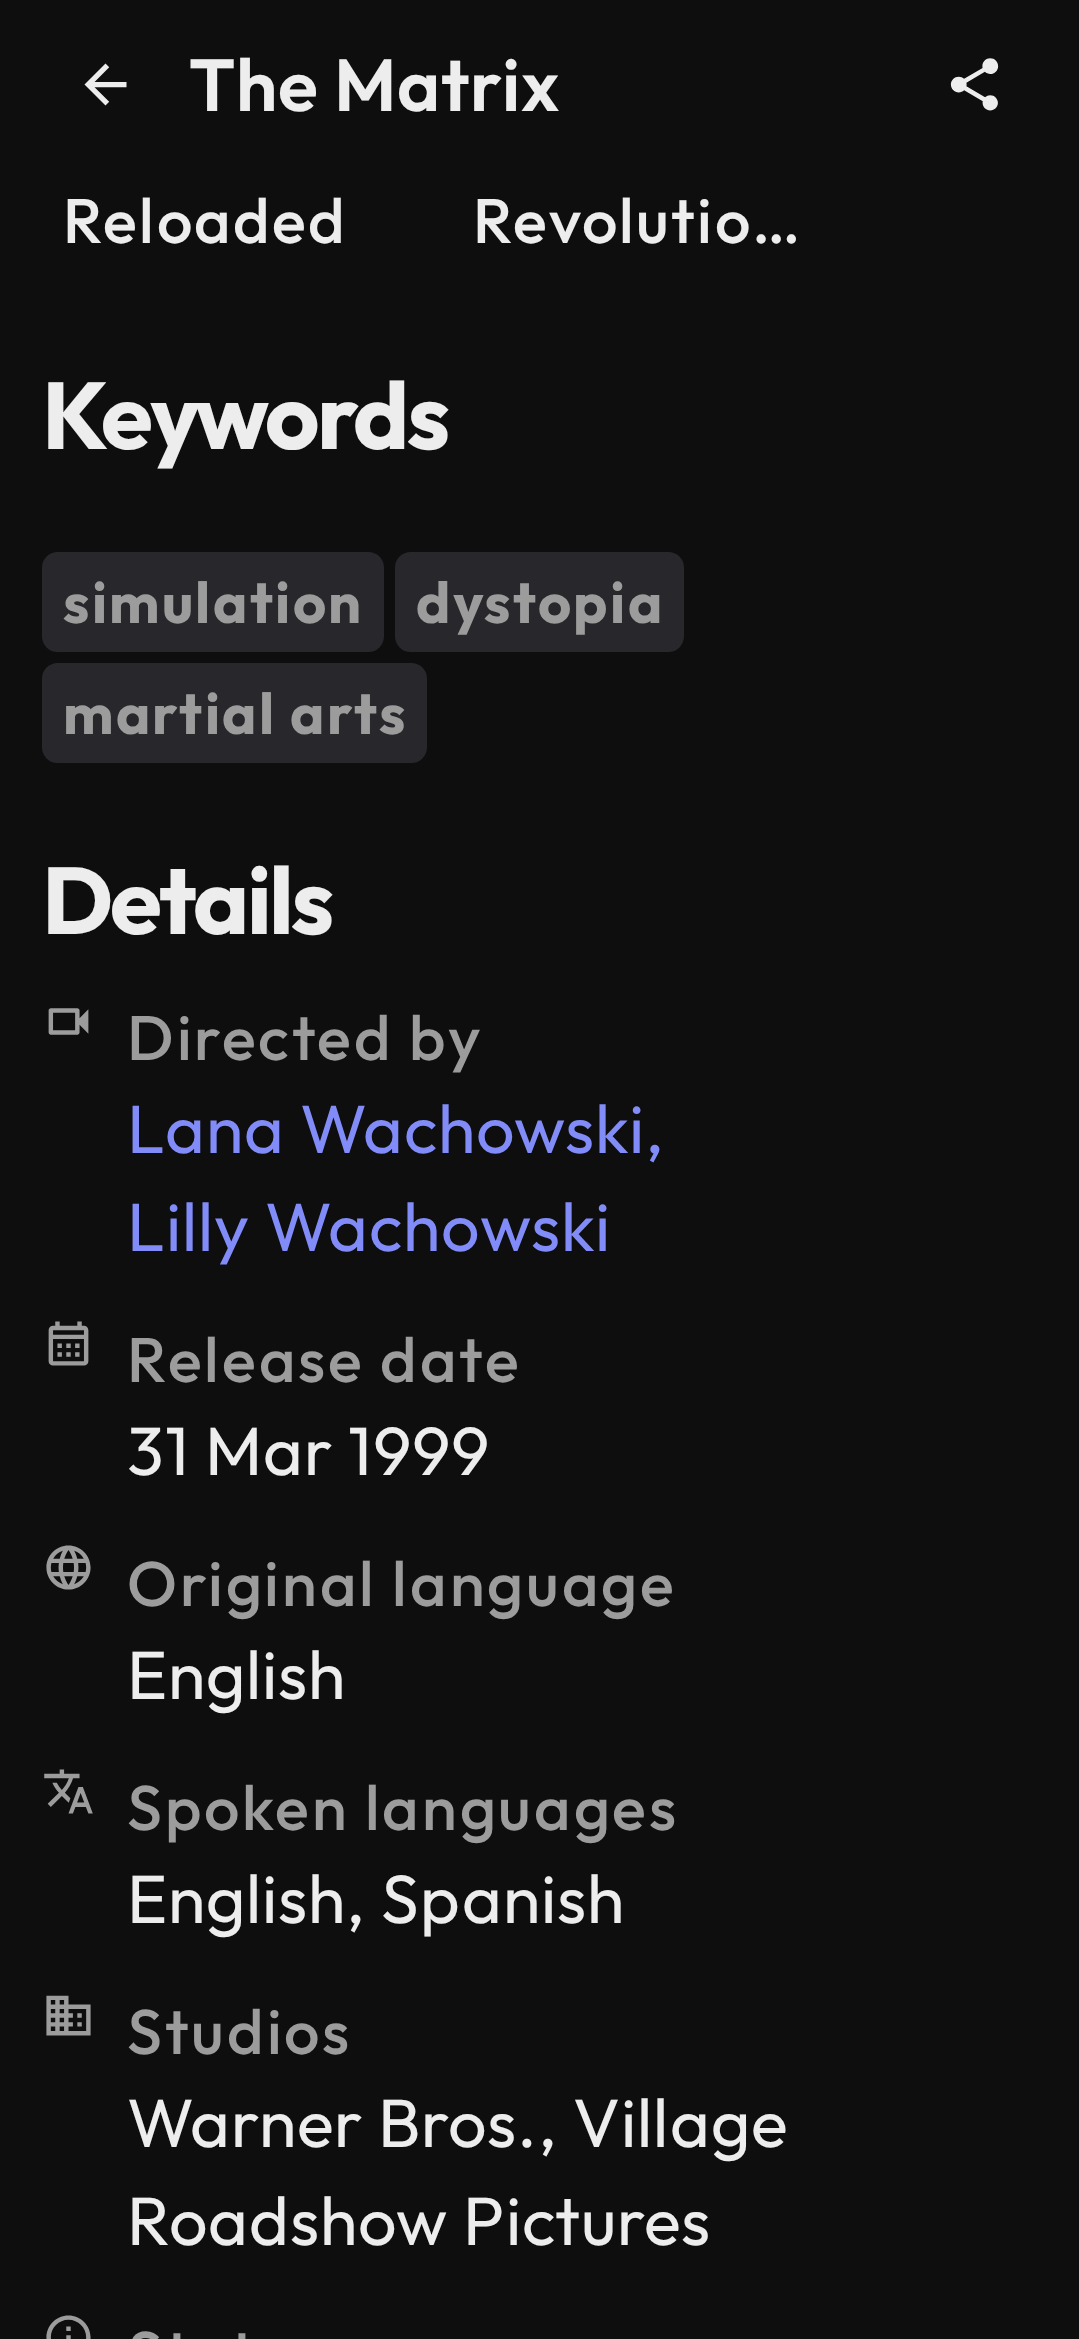 The Matrix
Reloaded Revolutio...
Keywords
simulation dystopia
martial arts
Details
Directed by
Lana Wachowski,
Lilly Wachowski
Release date
31 Mar 1999
Original language
English
Spoken languages
English, Spanish
Studios
Warner Bros., Village
Roadshow Pictures